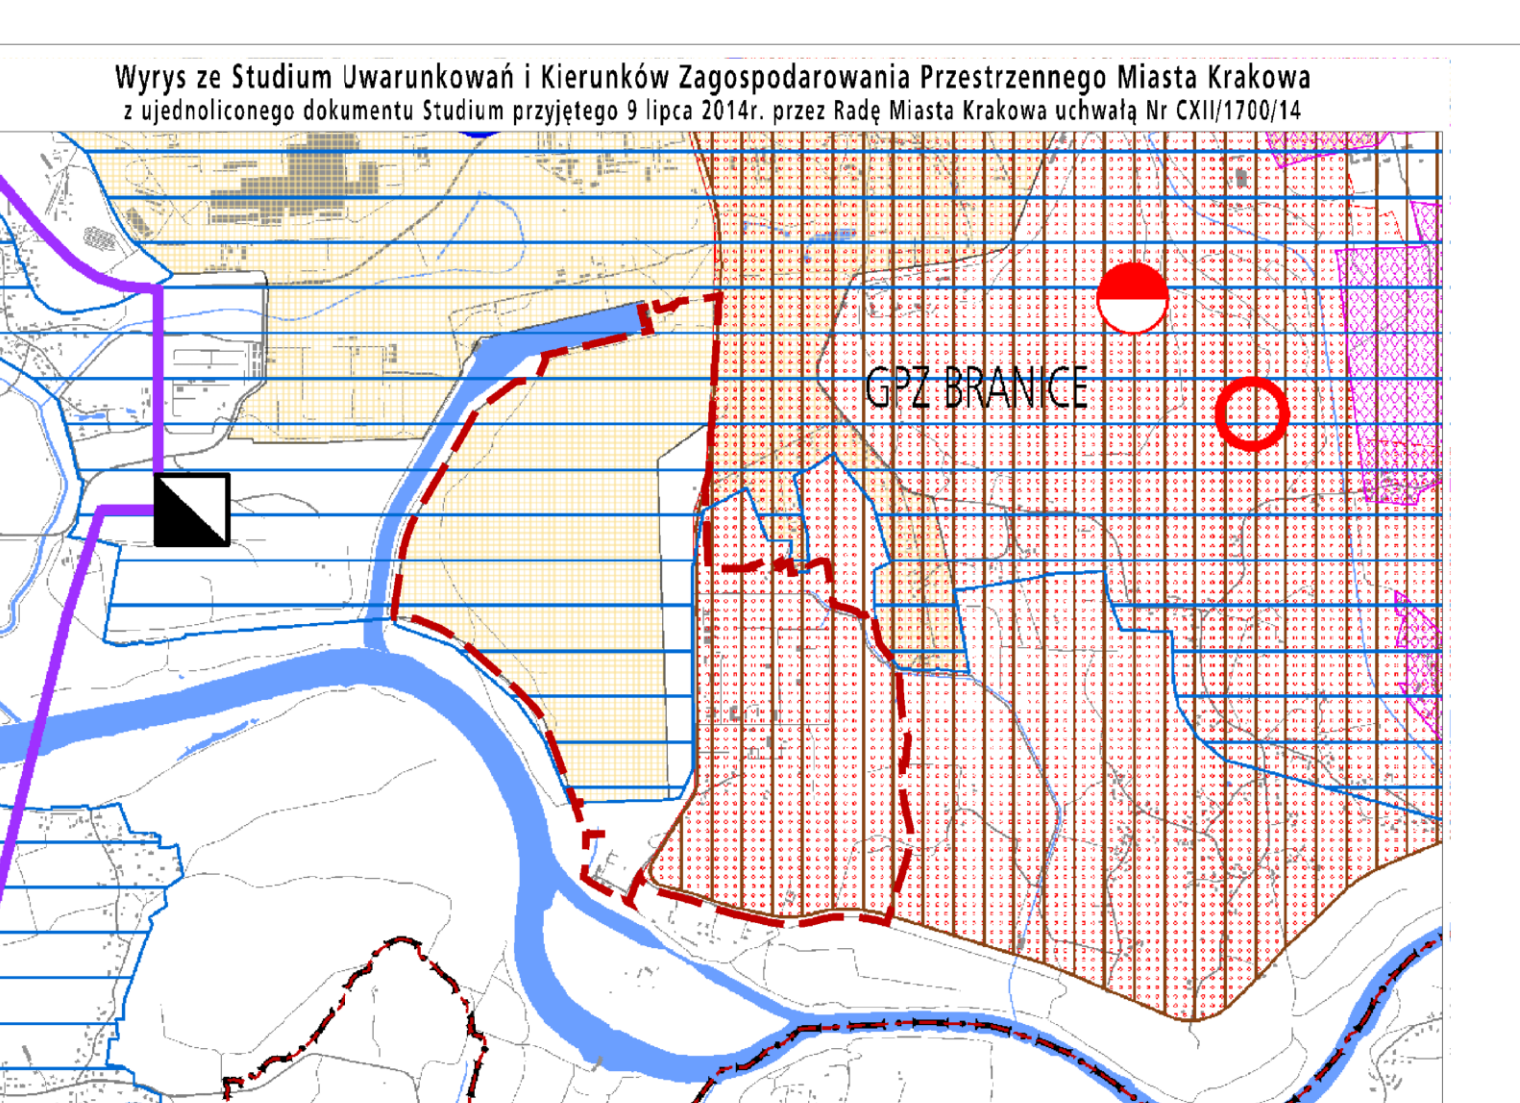 Wyrys ze Studium Uwarunkowań i Kierunków Zagospodarowania Przestrzennego Miasta Krakowa
z ujednoliconego dokumentu Studium przyjętego 9 lipca 2014r. przez Radę Miasta Krakowa uchwałą Nr CXII/1700/14
GPZ BRANICE